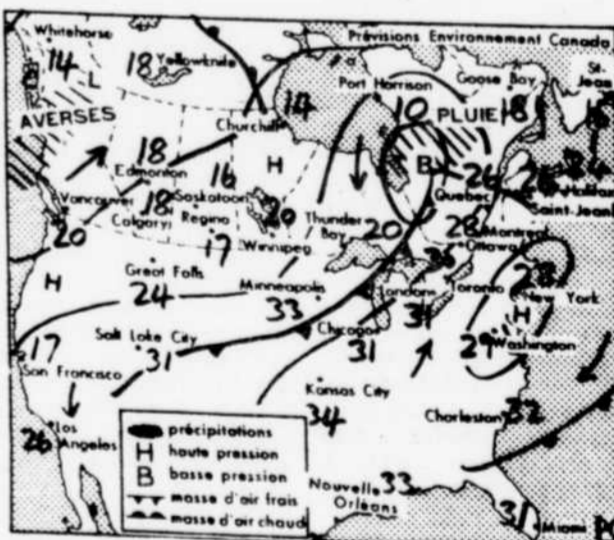 Prévisions Environnement Canada
Whitehorse
14
L
18
Yellowknife
Port Harrison
Goose Bay
St-
Jean
AVERSES
Churchill
14
10
PLUIE
18
Edmonton
18
H
B
26
Halifax
Saint-Jean
Vancouver
20
Calgary
18
Saskatoon
16
Regina
17
Winnipeg
20
Thunder
Bay
20
Québec
28
Montréal
Ottawa
H
Great Falls
24
Minneapolis
33
London
31
Toronto
23
New York
H
Salt Lake City
31
Chicago
31
29
Washington
17
San Francisco
Kansas City
34
Charleston
32
26
Los
Angeles
précipitations
H haute pression
B basse pression
masse d'air frais
masse d'air chaud
Nouvelle
Orléans
33
31
Miami